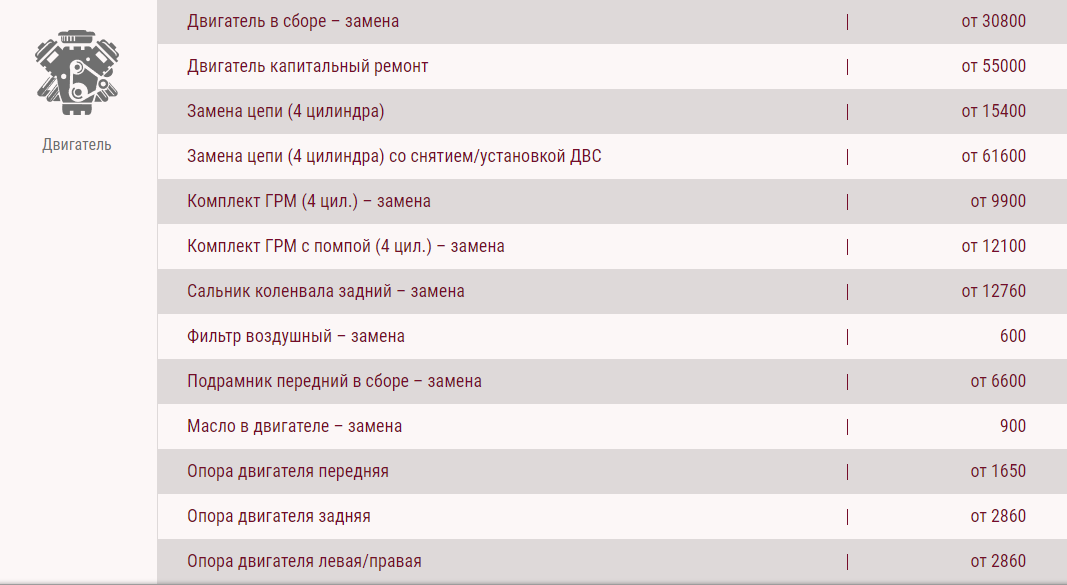 Двигатель
Двигатель в сборе – замена | от 30800
Двигатель капитальный ремонт | от 55000
Замена цепи (4 цилиндра) | от 15400
Замена цепи (4 цилиндра) со снятием/установкой ДВС | от 61600
Комплект ГРМ (4 цил.) – замена | от 9900
Комплект ГРМ с помпой (4 цил.) – замена | от 12100
Сальник коленвала задний – замена | от 12760
Фильтр воздушный – замена | 600
Подрамник передний в сборе – замена | от 6600
Масло в двигателе – замена | 900
Опора двигателя передняя | от 1650
Опора двигателя задняя | от 2860
Опора двигателя левая/правая | от 2860